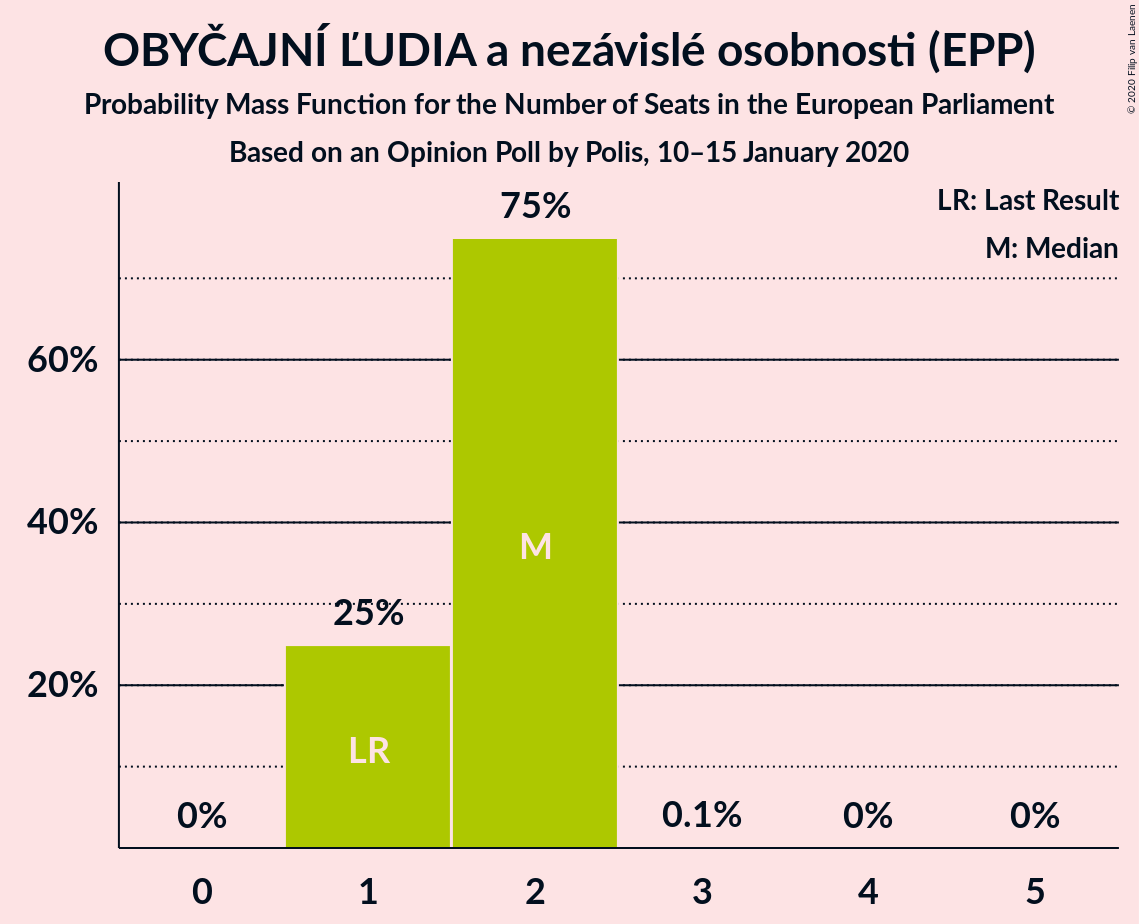 OBYČAJNÍ ĽUDIA a nezávislé osobnosti (EPP)
Probability Mass Function for the Number of Seats in the European Parliament
Based on an Opinion Poll by Polis, 10–15 January 2020
© 2020 Filip van Laenen
LR: Last Result
M: Median
75%
60%
40%
25%
20%
M
LR
0%
0.1%
0%
0%
0
1
2
3
4
5